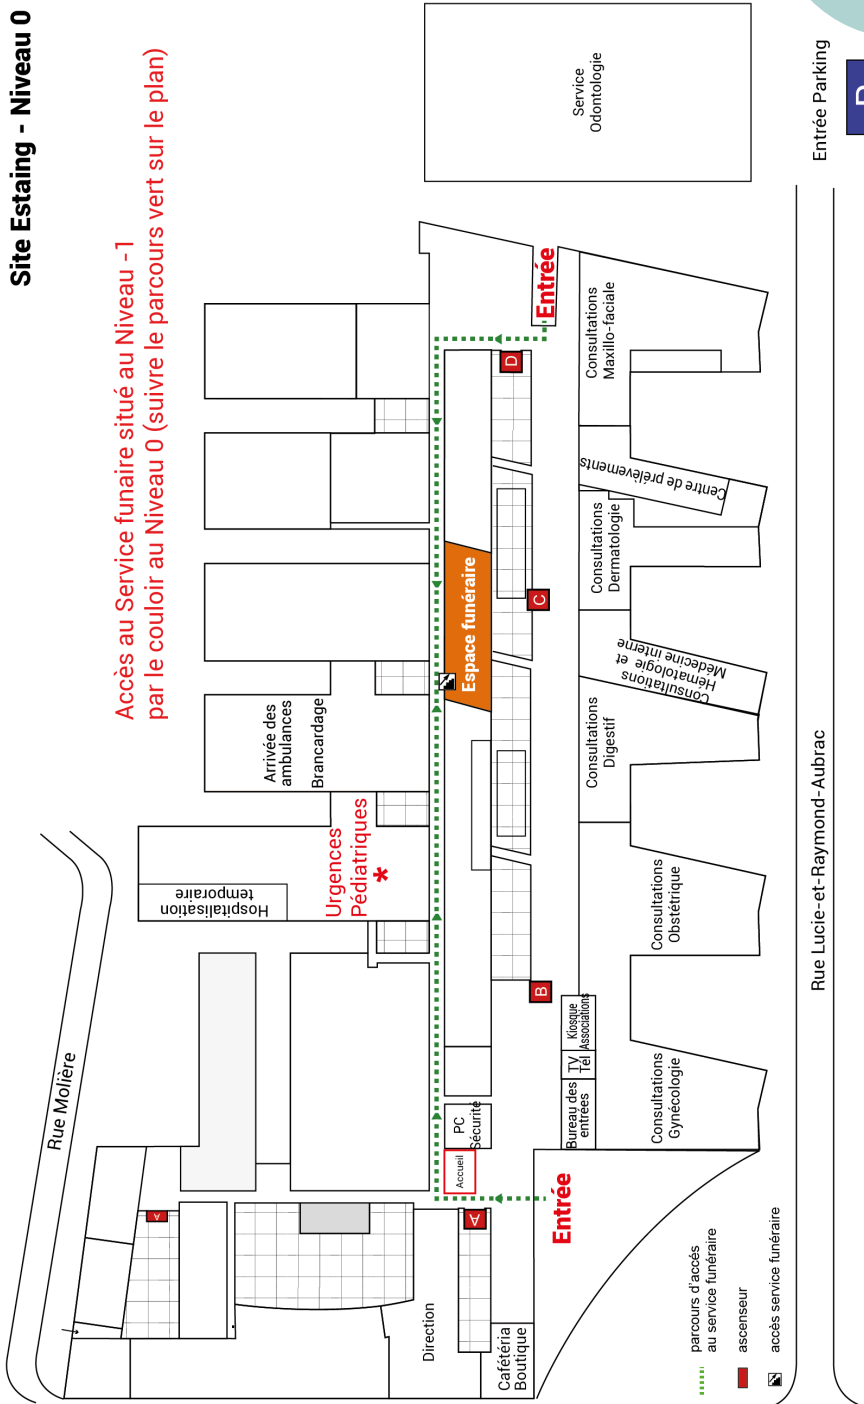 Site Estaing - Niveau 0
Accès au Service funaire situé au Niveau -1
par le couloir au Niveau 0 (suivre le parcours vert sur le plan)
Rue Molière
Hospitalisation
temporaire
Urgences
Pédiatriques
*
Arrivée des
ambulances
Brancardage
Service
Odontologie
Entrée Parking
P
A
Direction
Cafétéria
Boutique
A
Accueil
PC
Sécurité
Entrée
Espace funéraire
B
C
D
Entrée
Bureau des
entrées
TV
Tél
Kiosque
Associations
Consultations
Gynécologie
Consultations
Obstétrique
Consultations
Digestif
Consultations
Hématologie et
Médecine interne
Consultations
Dermatologie
Centre de prélèvements
Consultations
Maxillo-faciale
Rue Lucie-et-Raymond-Aubrac
parcours d'accés
au service funéraire
ascenseur
accès service funéraire